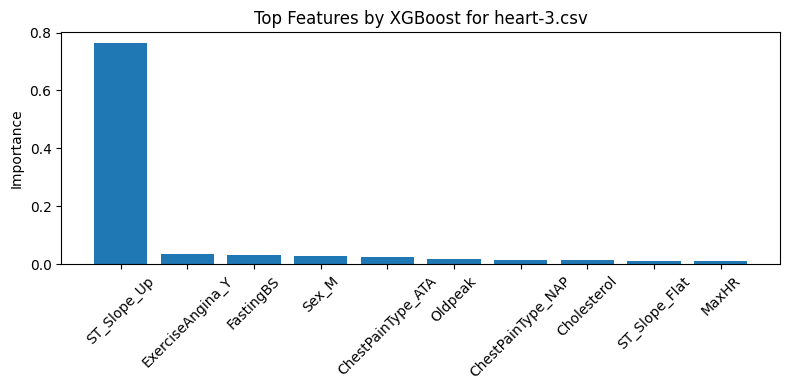 Top Features by XGBoost for heart-3.csv
Importance
0.8
0.6
0.4
0.2
0.0
ST_Slope_Up
ExerciseAngina_Y
FastingBS
Sex_M
ChestPainType_ATA
Oldpeak
ChestPainType_NAP
Cholesterol
ST_Slope_Flat
MaxHR